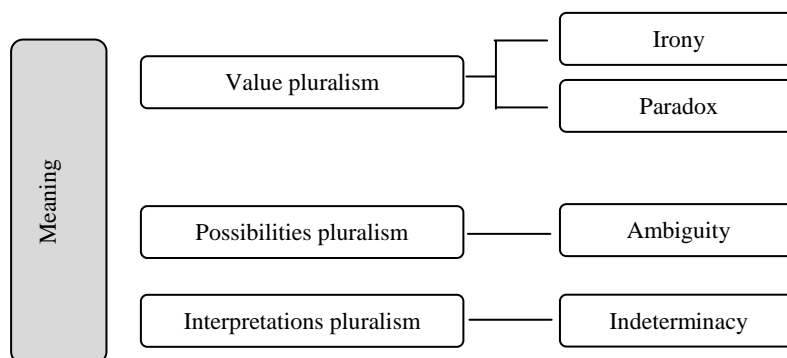 Meaning
Value pluralism
Irony
Paradox
Possibilities pluralism
Ambiguity
Interpretations pluralism
Indeterminacy